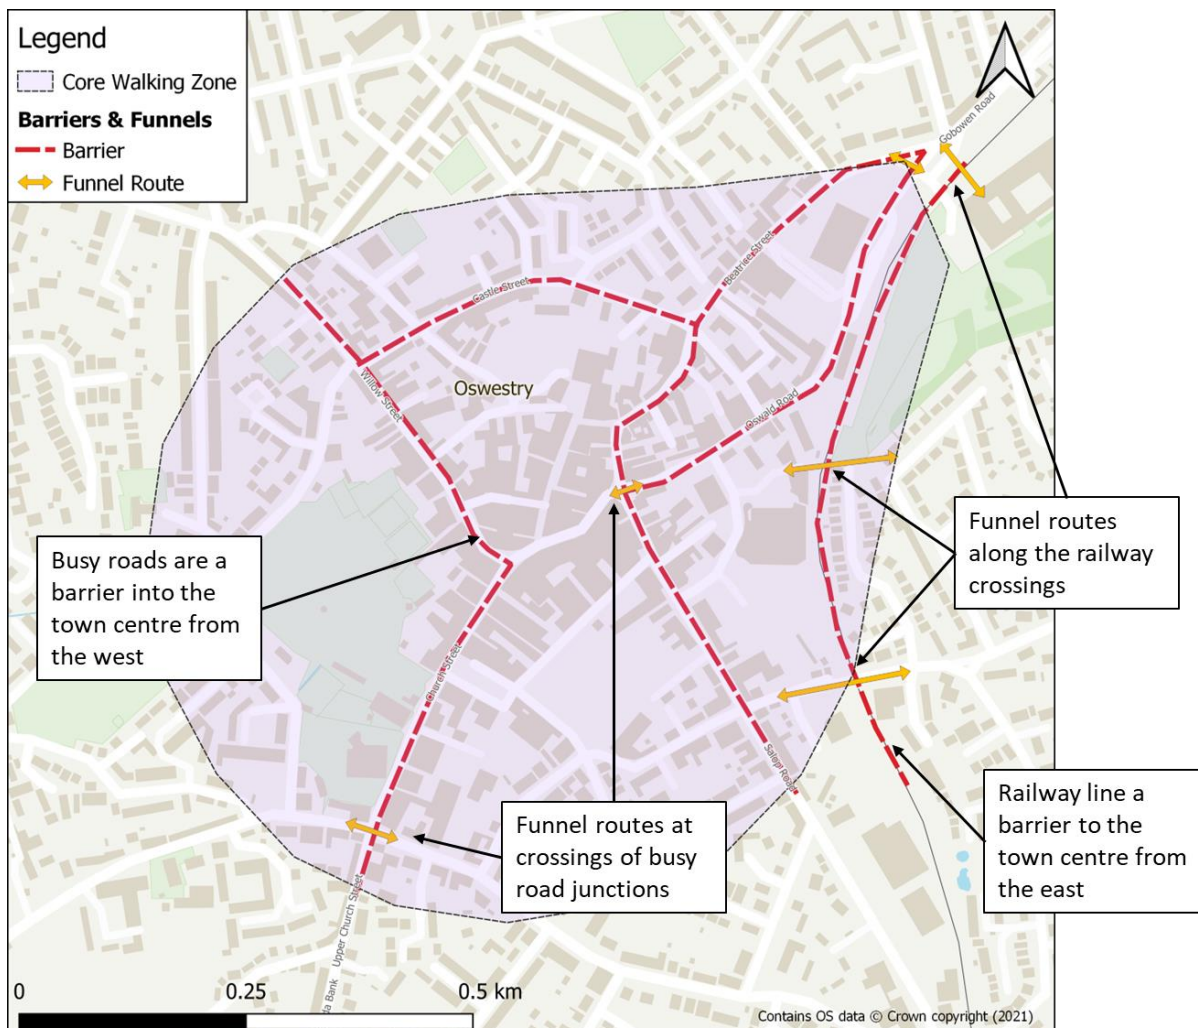 Legend
Core Walking Zone
Barriers & Funnels
Barrier
Funnel Route
Gobowen Road
Beatrice Street
Castle Street
Willow Street
Oswestry
Oswald Road
Busy roads are a
barrier into the
town centre from
the west
Funnel routes
along the railway
crossings
Church Street
Salop Road
Funnel routes at
crossings of busy
road junctions
Railway line a
barrier to the
town centre from
the east
Upper Church Street
da Bank
0 0.25 0.5 km
Contains OS data © Crown copyright (2021)